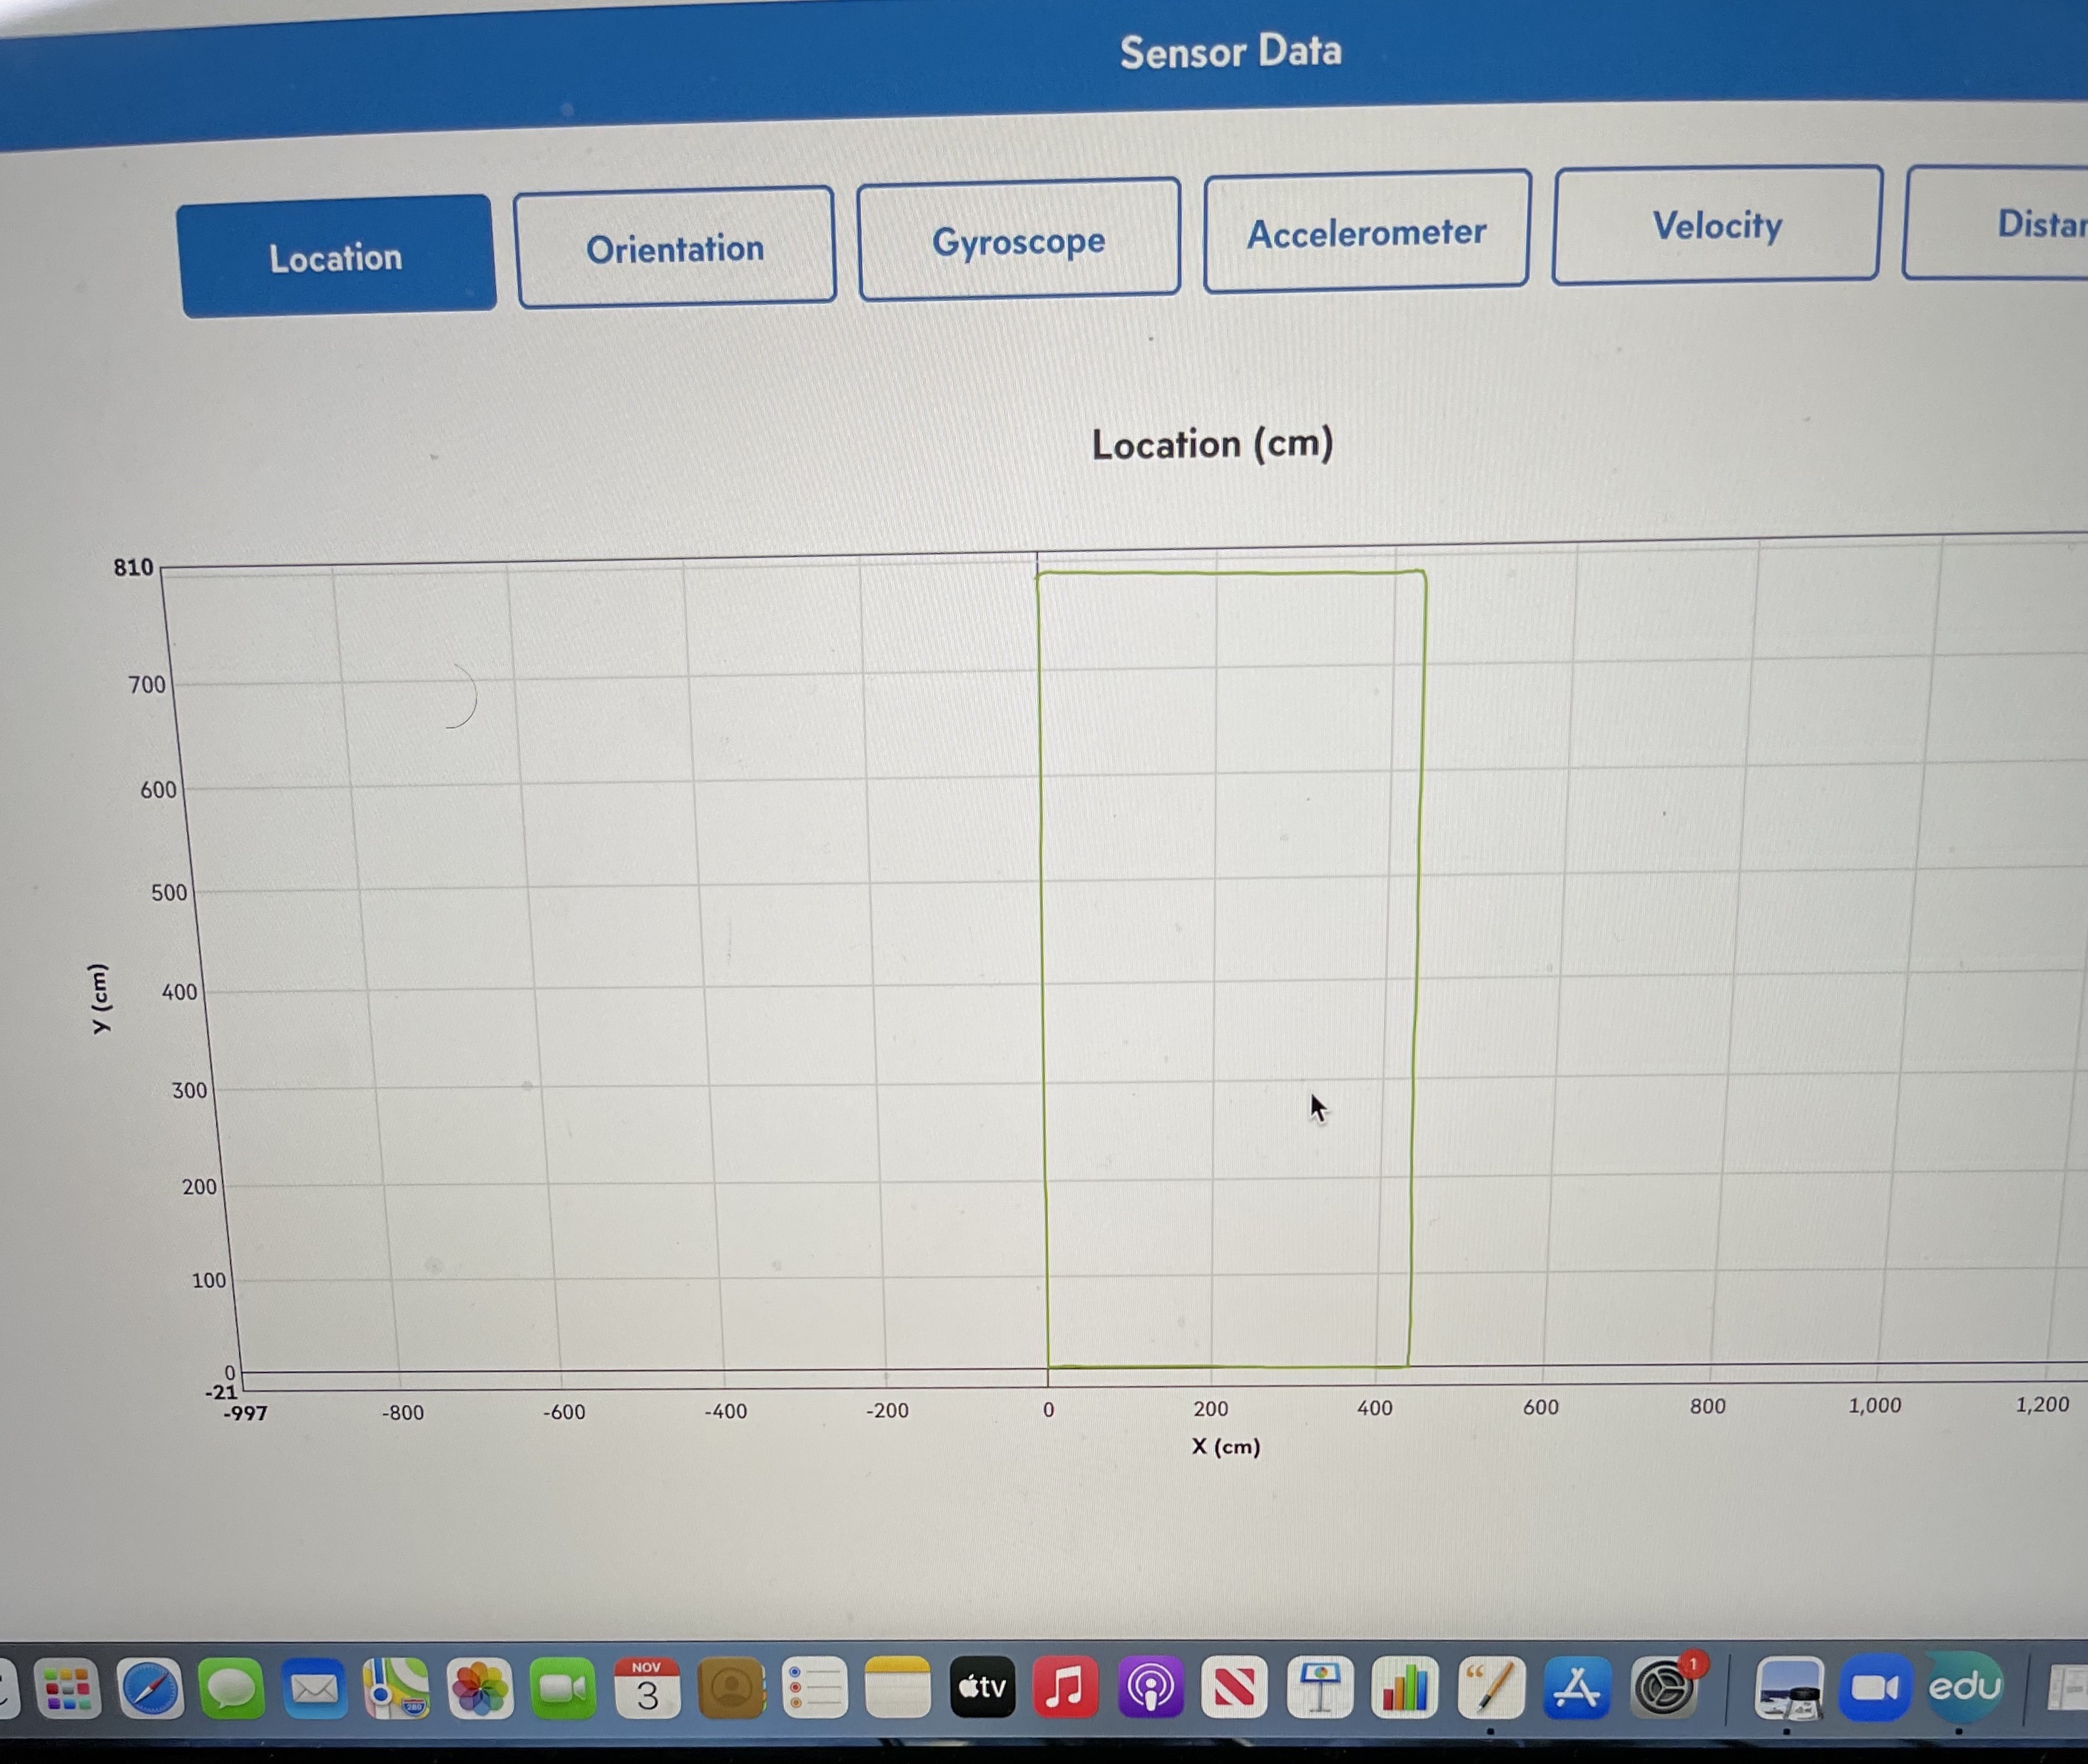 Sensor Data
Location Orientation Gyroscope Accelerometer Velocity
Location (cm)
810
700
600
500
400
300
200
100
0
-21
y (cm)
-997 -800 -600 -400 -200 0 200 400 600 800 1,000 1,200
X (cm)
NOV
3
280
tv
“
1
edu